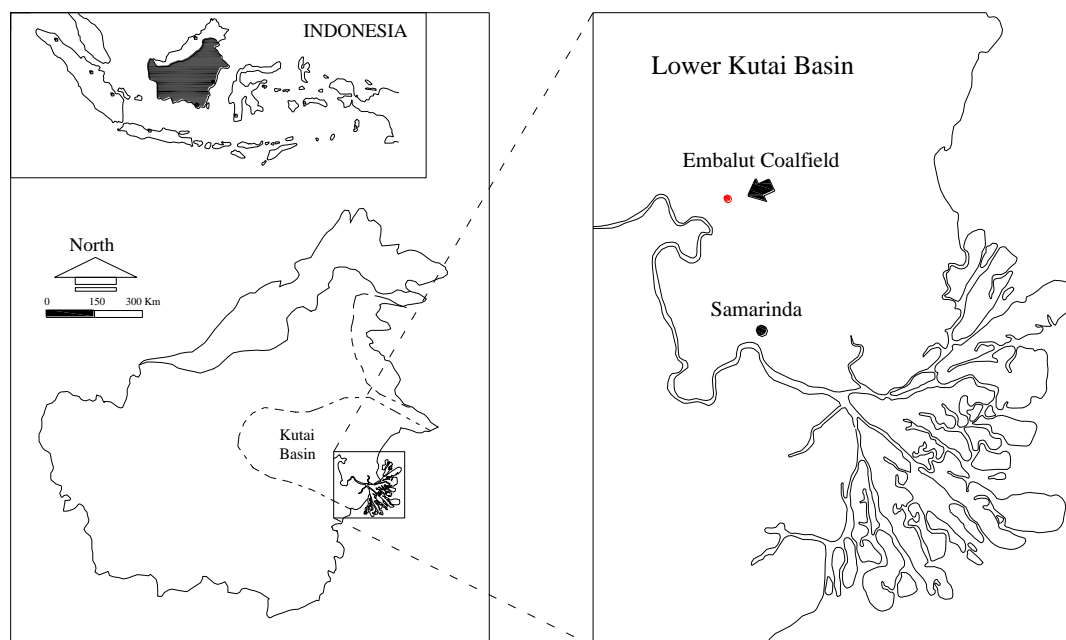 INDONESIA
North
0 150 300 Km
Kutai
Basin
Lower Kutai Basin
Embalut Coalfield
Samarinda